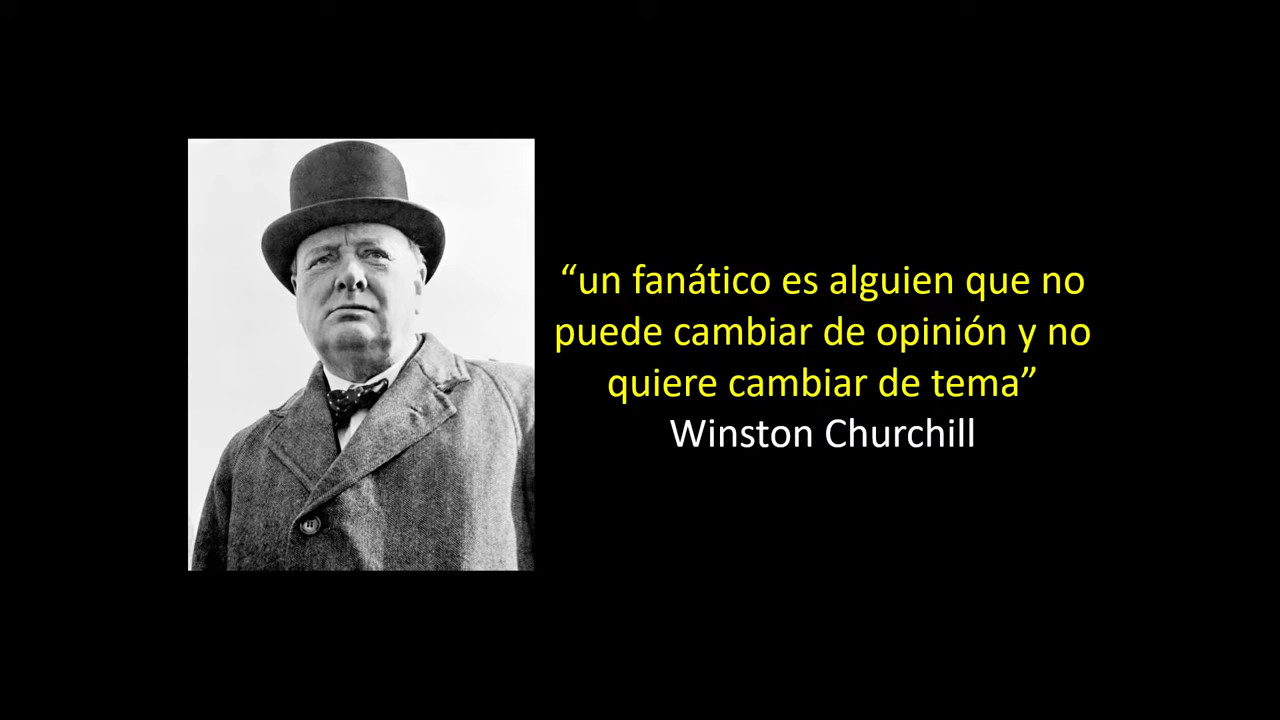 “un fanático es alguien que no
puede cambiar de opinión y no
quiere cambiar de tema”
Winston Churchill